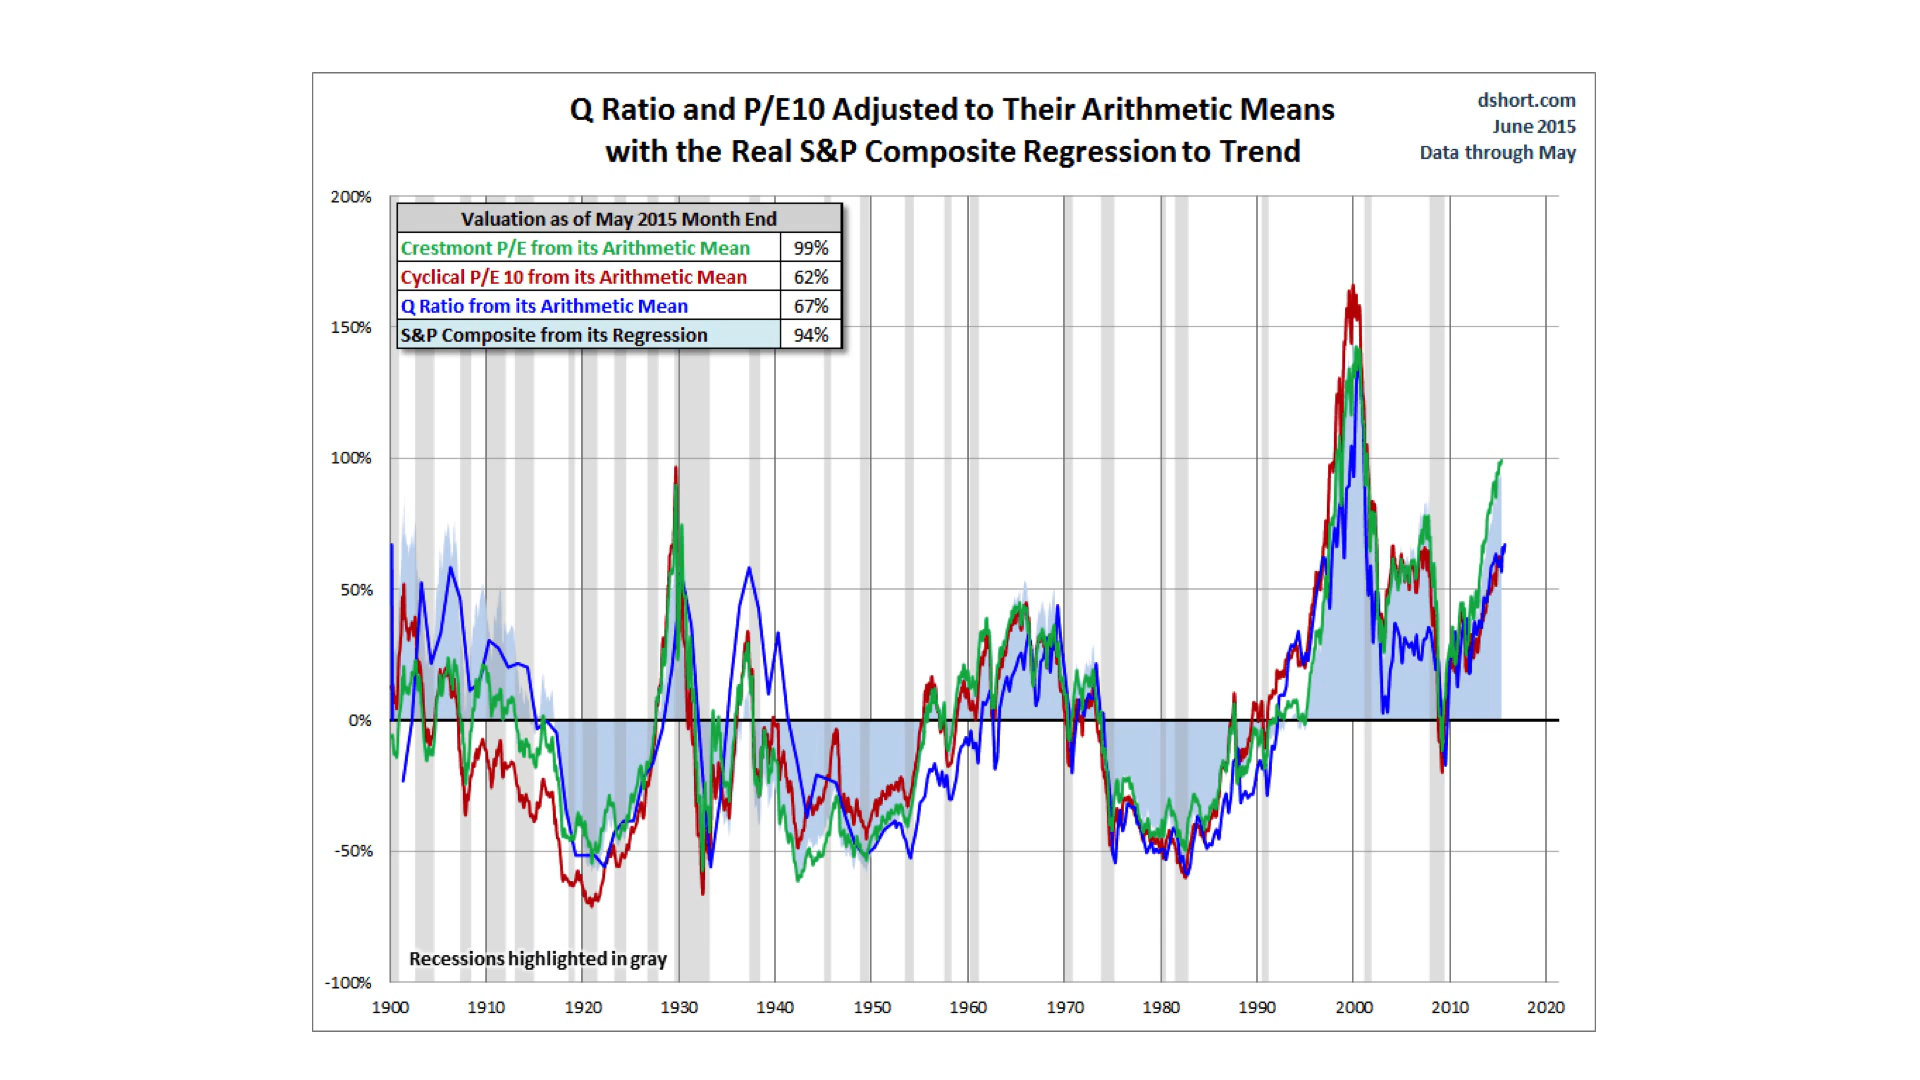 Q Ratio and P/E10 Adjusted to Their Arithmetic Means
with the Real S&P Composite Regression to Trend
dshort.com
June 2015
Data through May
200%
150%
100%
50%
0%
-50%
-100%
Valuation as of May 2015 Month End
Crestmont P/E from its Arithmetic Mean 99%
Cyclical P/E 10 from its Arithmetic Mean 62%
Q Ratio from its Arithmetic Mean 67%
S&P Composite from its Regression 94%
Recessions highlighted in gray
1900 1910 1920 1930 1940 1950 1960 1970 1980 1990 2000 2010 2020